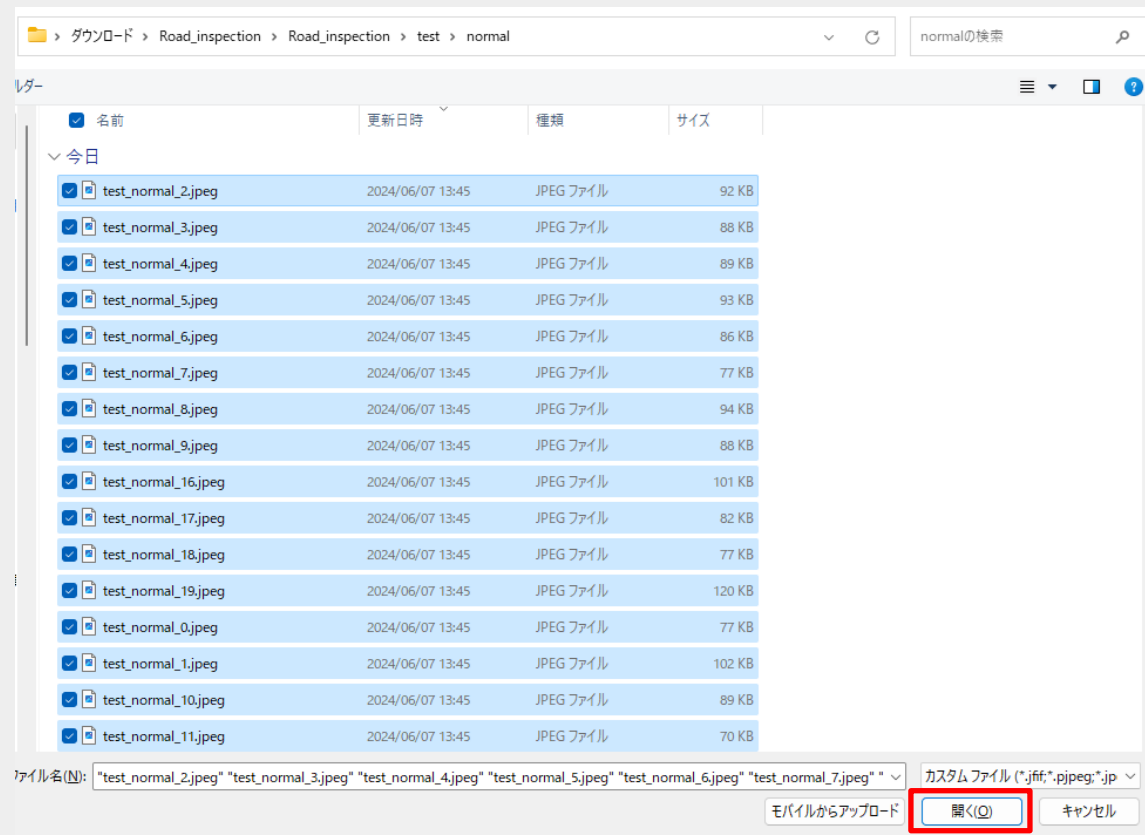 ダウンロード > Road_inspection > Road_inspection > test > normal
normalの検索
ルダー
名前 更新日時 種類 サイズ
今日
test_normal_2.jpeg 2024/06/07 13:45 JPEG ファイル 92 KB
test_normal_3.jpeg 2024/06/07 13:45 JPEG ファイル 88 KB
test_normal_4.jpeg 2024/06/07 13:45 JPEG ファイル 89 KB
test_normal_5.jpeg 2024/06/07 13:45 JPEG ファイル 93 KB
test_normal_6.jpeg 2024/06/07 13:45 JPEG ファイル 86 KB
test_normal_7.jpeg 2024/06/07 13:45 JPEG ファイル 77 KB
test_normal_8.jpeg 2024/06/07 13:45 JPEG ファイル 94 KB
test_normal_9.jpeg 2024/06/07 13:45 JPEG ファイル 88 KB
test_normal_16.jpeg 2024/06/07 13:45 JPEG ファイル 101 KB
test_normal_17.jpeg 2024/06/07 13:45 JPEG ファイル 82 KB
test_normal_18.jpeg 2024/06/07 13:45 JPEG ファイル 77 KB
test_normal_19.jpeg 2024/06/07 13:45 JPEG ファイル 120 KB
test_normal_0.jpeg 2024/06/07 13:45 JPEG ファイル 77 KB
test_normal_1.jpeg 2024/06/07 13:45 JPEG ファイル 102 KB
test_normal_10.jpeg 2024/06/07 13:45 JPEG ファイル 89 KB
test_normal_11.jpeg 2024/06/07 13:45 JPEG ファイル 70 KB
ファイル名(N): "test_normal_2.jpeg" "test_normal_3.jpeg" "test_normal_4.jpeg" "test_normal_5.jpeg" "test_normal_6.jpeg" "test_normal_7.jpeg" "
カスタム ファイル (*.jfif;*.pjpeg;*.jp
モバイルからアップロード 開く(O) キャンセル